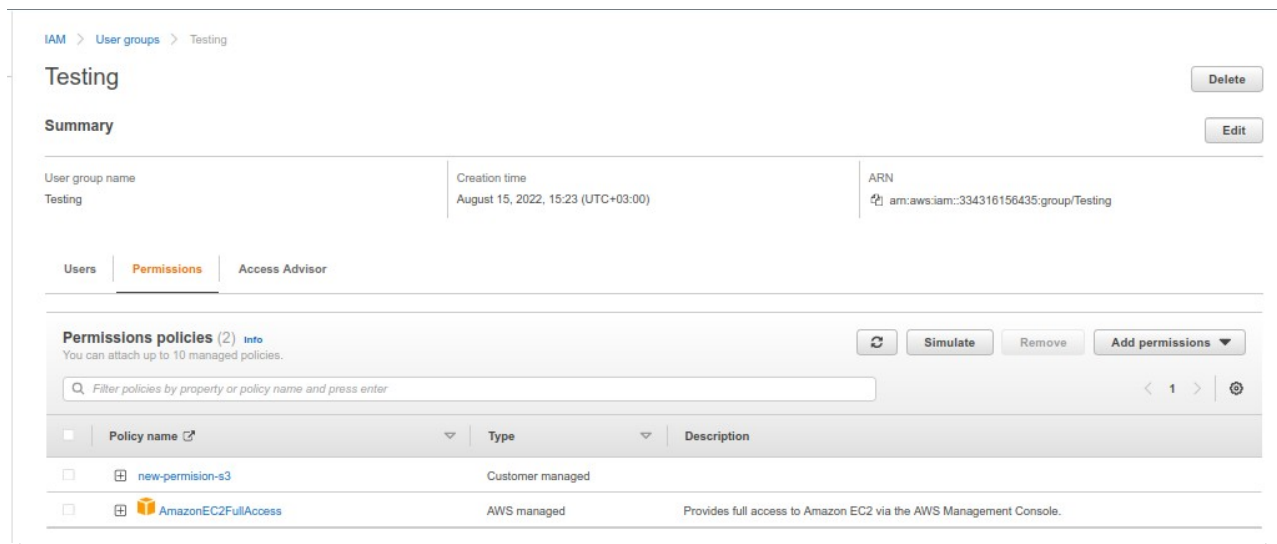 IAM > User groups > Testing
Testing
Delete
Summary
Edit
User group name
Creation time
ARN
Testing
August 15, 2022, 15:23 (UTC+03:00)
arn:aws:iam::334316156435:group/Testing
Users
Permissions
Access Advisor
Permissions policies (2) Info
You can attach up to 10 managed policies.
Simulate
Remove
Add permissions
Filter policies by property or policy name and press enter
< 1 >
Policy name
Type
Description
new-permision-s3
Customer managed
AmazonEC2FullAccess
AWS managed
Provides full access to Amazon EC2 via the AWS Management Console.